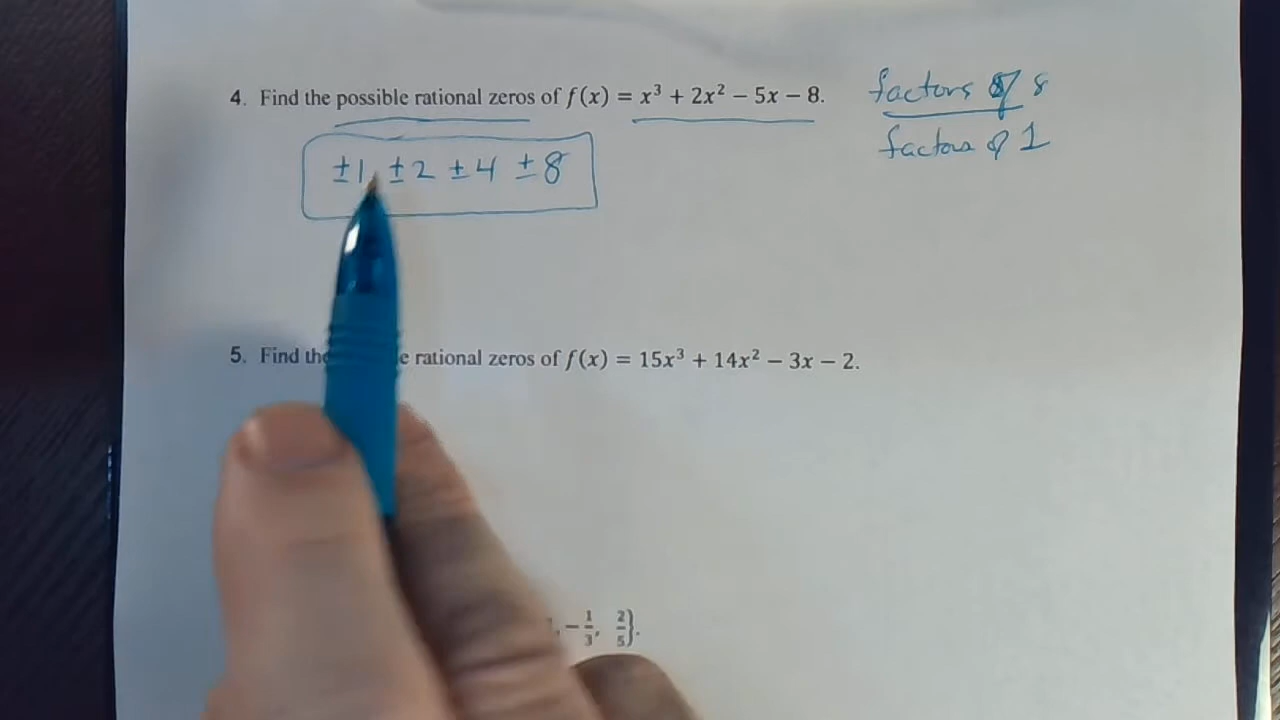 4. Find the possible rational zeros of f(x) = x³ + 2x² − 5x − 8.
factors of 8
factors of 1
±1, ±2 ±4 ±8
5. Find the rational zeros of f(x) = 15x³ + 14x² − 3x − 2.
, −1/3, 2/5}.